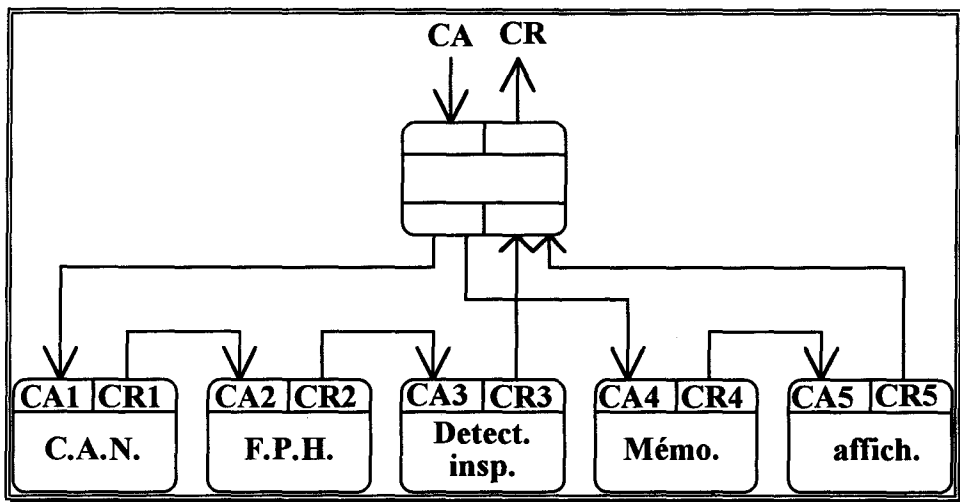 CA CR
CA1 CR1 CA2 CR2 CA3 CR3 CA4 CR4 CA5 CR5
C.A.N.
F.P.H.
Detect.
insp.
Mémo.
affich.